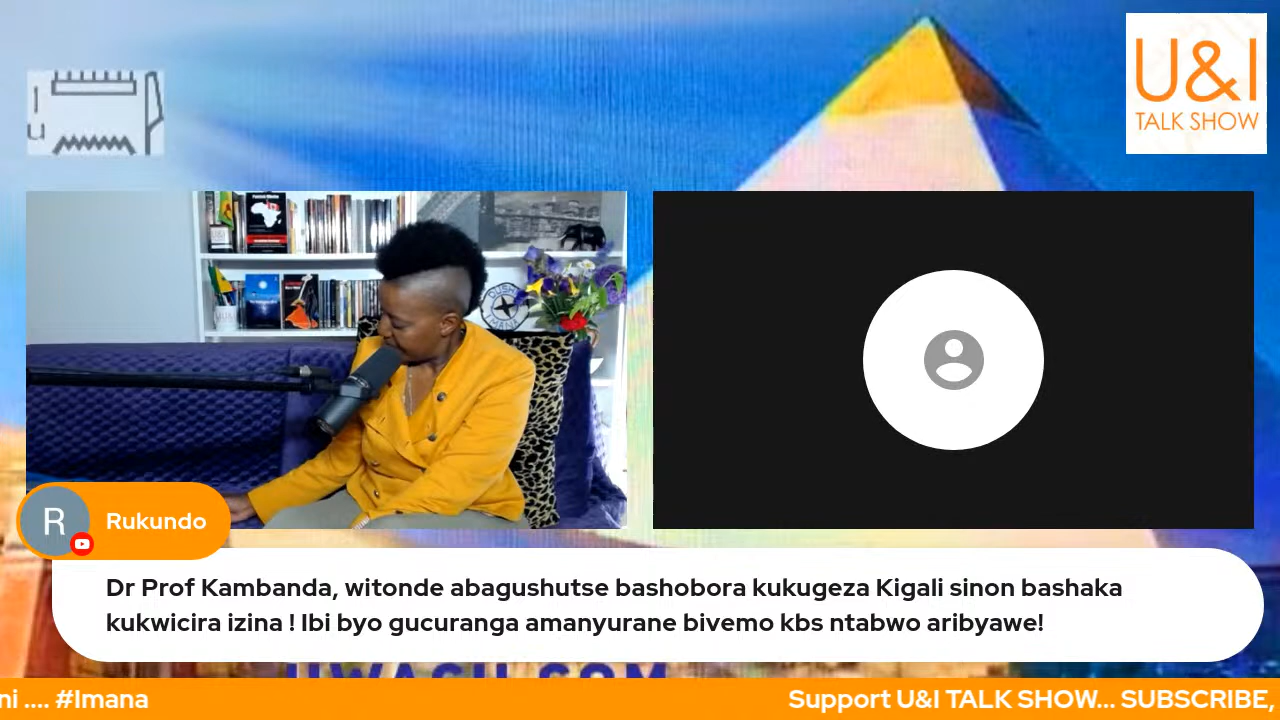 U&I
TALK SHOW
Rukundo
R
Dr Prof Kambanda, witonde abagushutse bashobora kukugeza Kigali sinon bashaka
kukwicira izina ! Ibi byo gucuranga amanyurane bivemo kbs ntabwo aribyawe!
ni .... #Imana
Support U&I TALK SHOW... SUBSCRIBE,